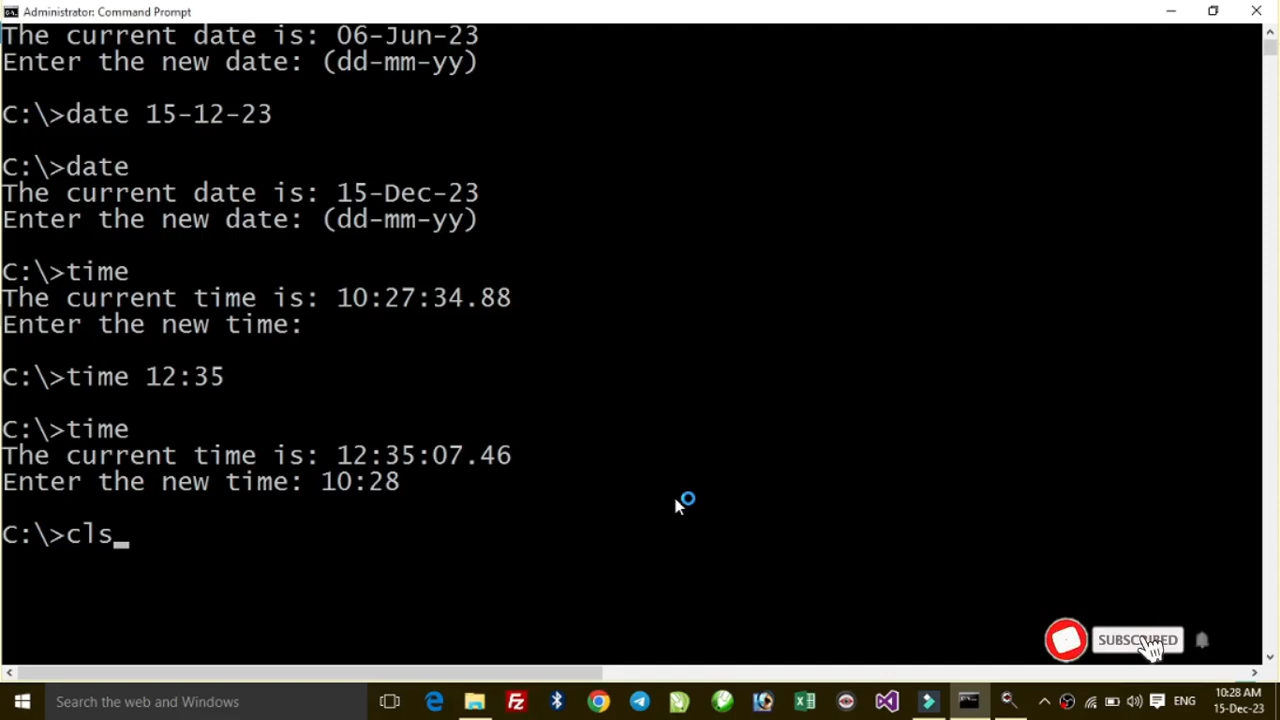 Administrator: Command Prompt
The current date is: 06-Jun-23
Enter the new date: (dd-mm-yy)
C:\>date 15-12-23
C:\>date
The current date is: 15-Dec-23
Enter the new date: (dd-mm-yy)
C:\>time
The current time is: 10:27:34.88
Enter the new time:
C:\>time 12:35
C:\>time
The current time is: 12:35:07.46
Enter the new time: 10:28
C:\>cls_
SUBSCRIBED
Search the web and Windows
ENG
10:28 AM
15-Dec-23